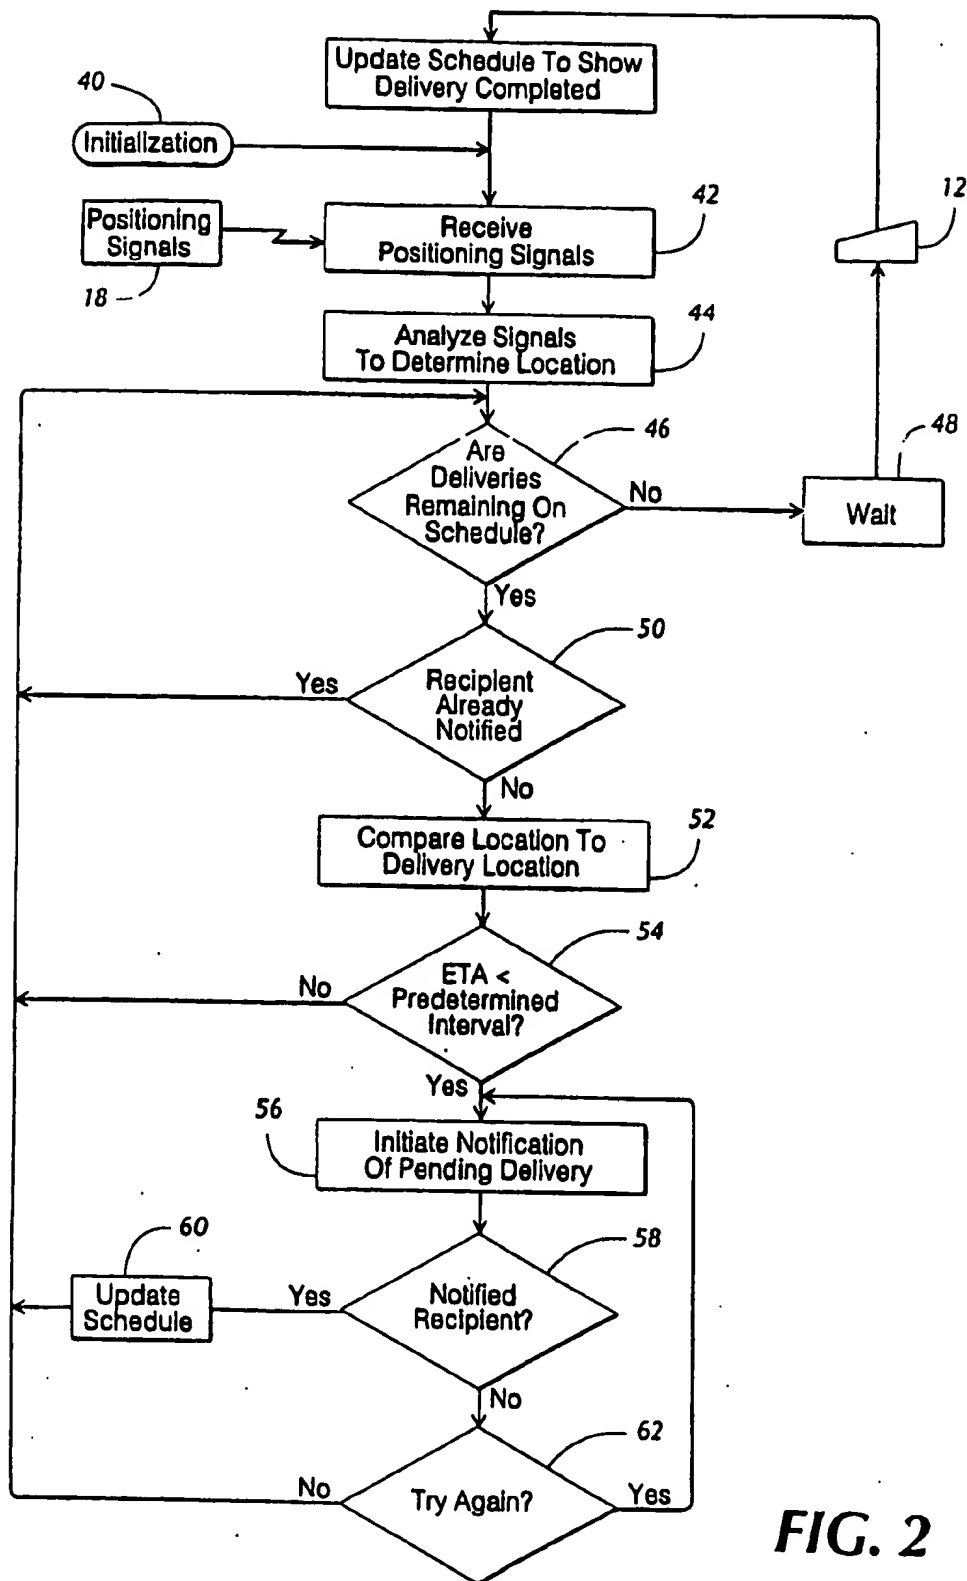 Update Schedule To Show
Delivery Completed
40
Initialization
Positioning
Signals
18
Receive
Positioning Signals
42
12
Analyze Signals
To Determine Location
44
Are
Deliveries
Remaining On
Schedule?
46
No
48
Wait
Yes
50
Recipient
Already
Notified
Yes
No
Compare Location To
Delivery Location
52
54
ETA <
Predetermined
Interval?
No
Yes
56
Initiate Notification
Of Pending Delivery
58
Notified
Recipient?
Yes
60
Update
Schedule
No
62
Try Again?
No
Yes
FIG. 2